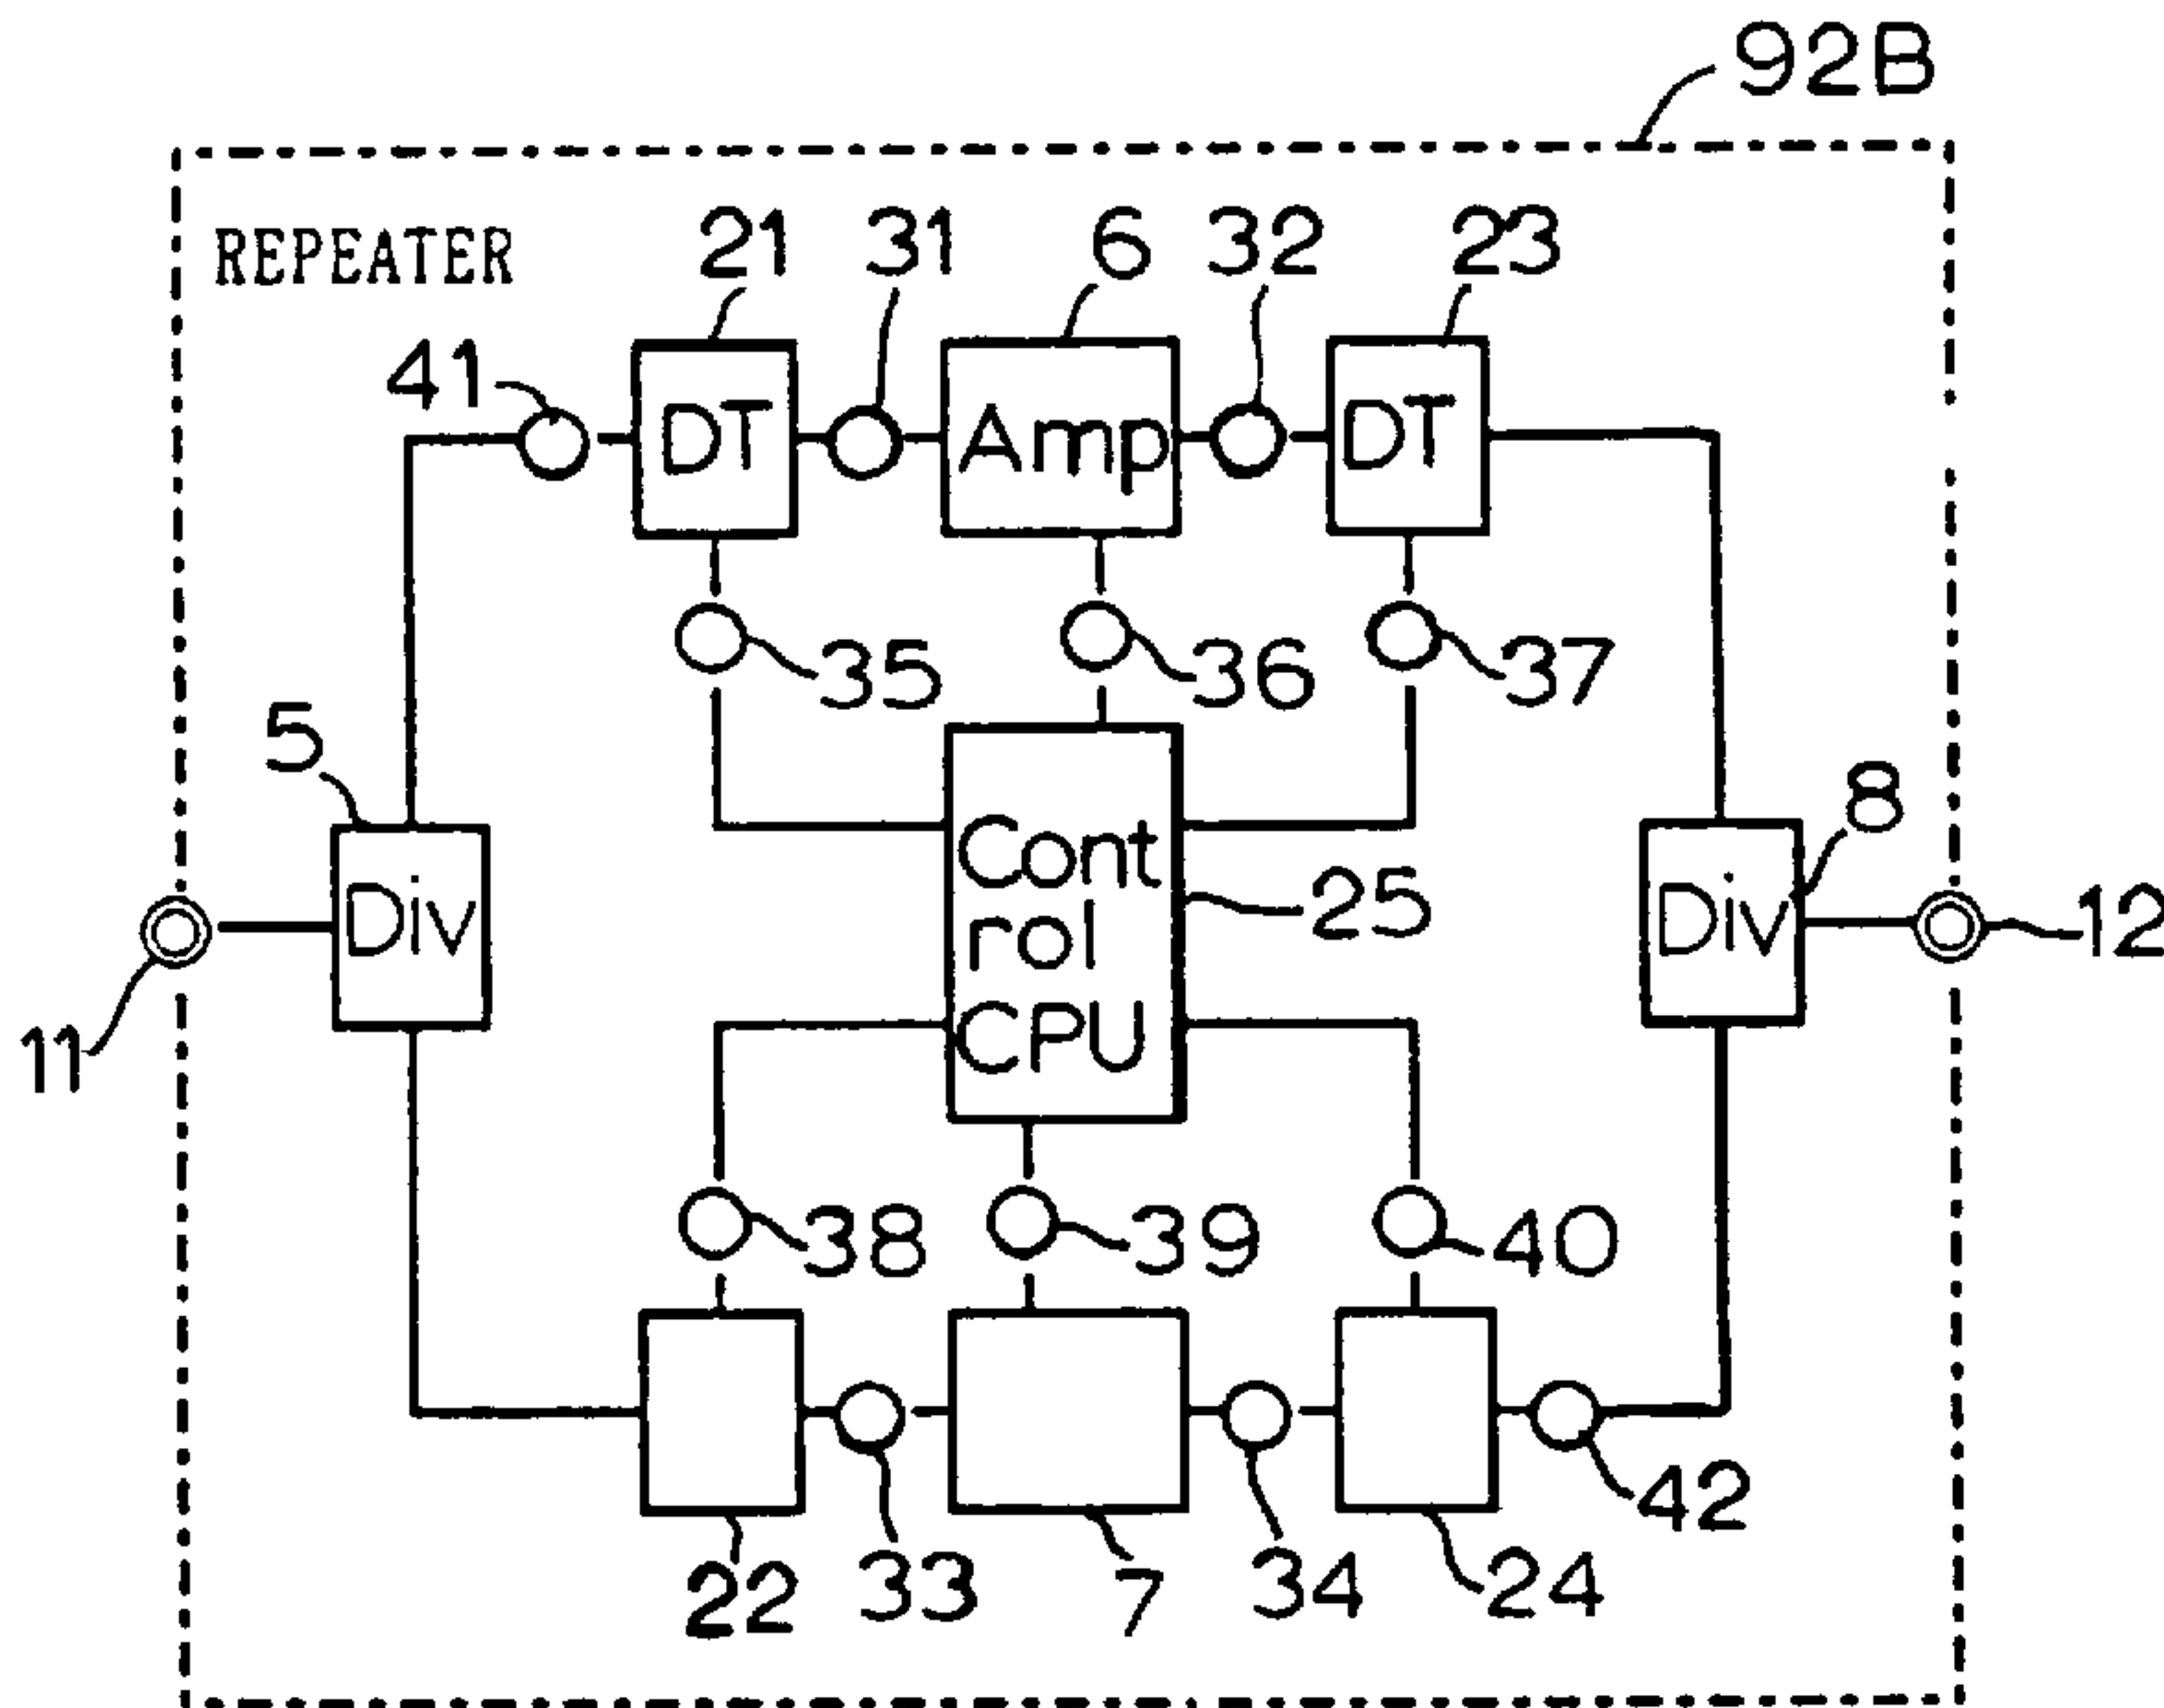 92B
REPEATER
21 31 6 32 23
41
DT Amp DT
35 36 37
5
8
Cont
rol
CPU
Div
Div
25
12
11
38 39 40
42
22 33 7 34 24